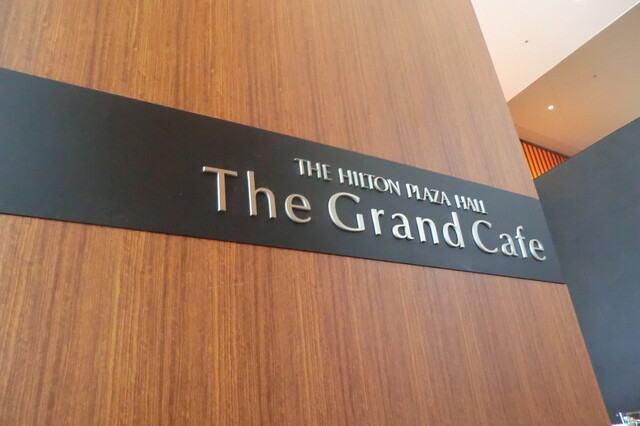 THE HILTON PLAZA HALL
The Grand Cafe